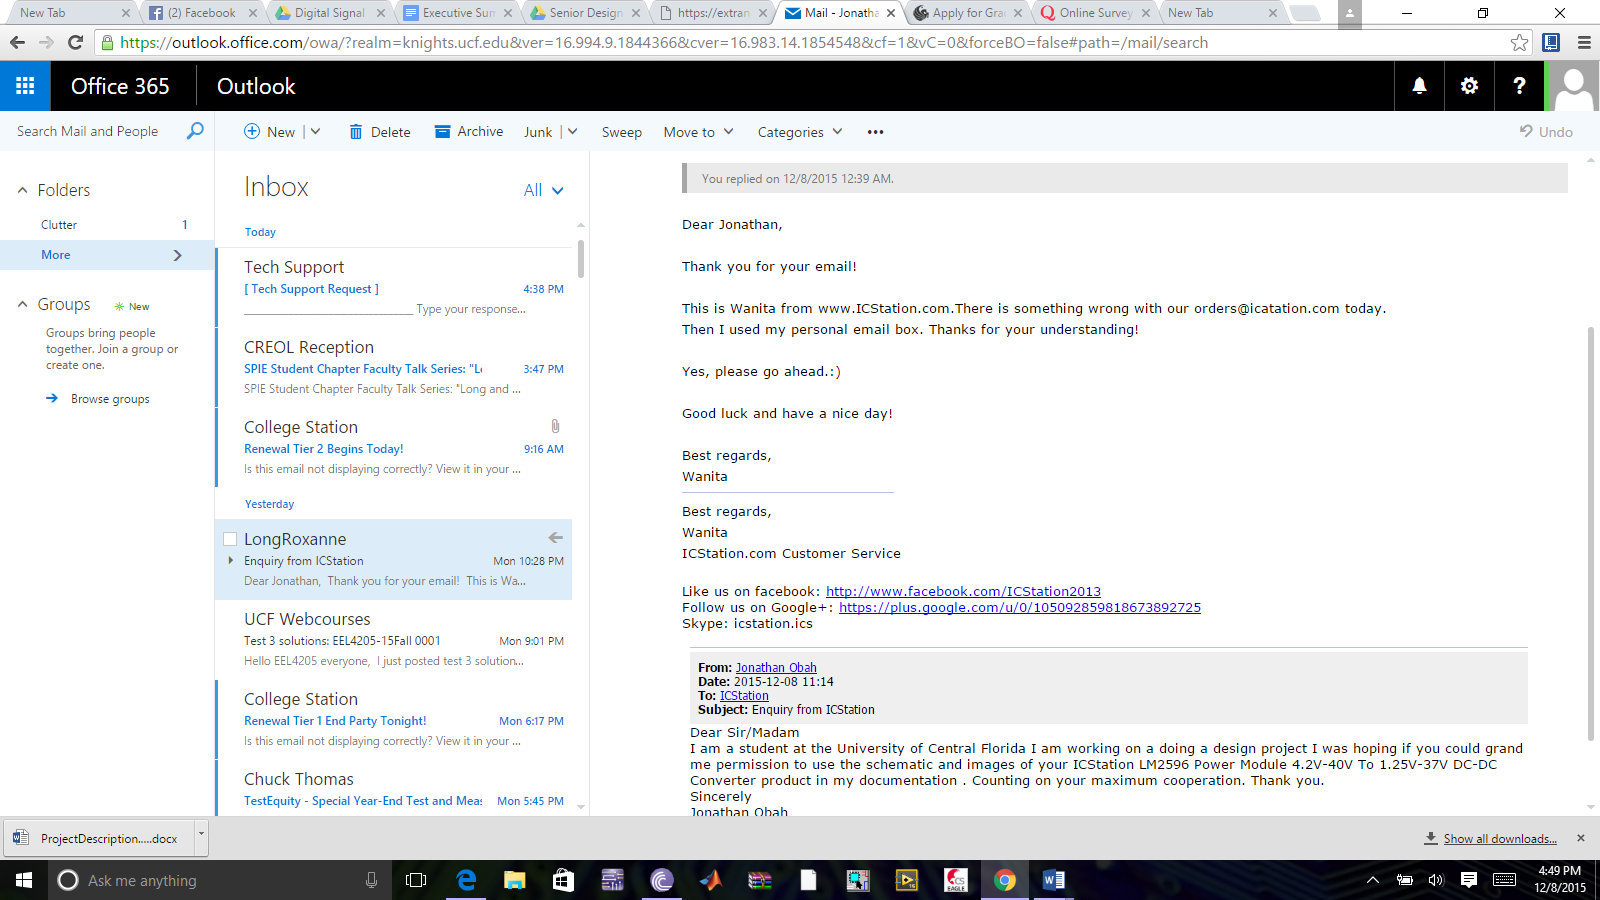 New Tab
(2) Facebook
Digital Signal
Executive Sum
Senior Design
https://extran
Mail - Jonatha
Apply for Gra
Online Survey
New Tab
https://outlook.office.com/owa/?realm=knights.ucf.edu&ver=16.994.9.1844366&cver=16.983.14.1854548&cf=1&vC=0&forceBO=false#path=/mail/search
Office 365
Outlook
?
Search Mail and People
New
Delete
Archive
Junk
Sweep
Move to
Categories
Undo
Folders
Clutter 1
More
Groups
New
Groups bring people
together. Join a group or
create one.
Browse groups
Inbox
All
Today
Tech Support
[ Tech Support Request ] 4:38 PM
Type your response...
CREOL Reception
SPIE Student Chapter Faculty Talk Series: "Lo 3:47 PM
SPIE Student Chapter Faculty Talk Series: "Long and ...
College Station
Renewal Tier 2 Begins Today! 9:16 AM
Is this email not displaying correctly? View it in your ...
Yesterday
LongRoxanne
Enquiry from ICStation Mon 10:28 PM
Dear Jonathan, Thank you for your email! This is Wa...
UCF Webcourses
Test 3 solutions: EEL4205-15Fall 0001 Mon 9:01 PM
Hello EEL4205 everyone, I just posted test 3 solution...
College Station
Renewal Tier 1 End Party Tonight! Mon 6:17 PM
Is this email not displaying correctly? View it in your ...
Chuck Thomas
TestEquity - Special Year-End Test and Meas Mon 5:45 PM
You replied on 12/8/2015 12:39 AM.
Dear Jonathan,
Thank you for your email!
This is Wanita from www.ICStation.com.There is something wrong with our orders@icatation.com today.
Then I used my personal email box. Thanks for your understanding!
Yes, please go ahead.:)
Good luck and have a nice day!
Best regards,
Wanita
Best regards,
Wanita
ICStation.com Customer Service
Like us on facebook: http://www.facebook.com/ICStation2013
Follow us on Google+: https://plus.google.com/u/0/105092859818673892725
Skype: icstation.ics
From: Jonathan Obah
Date: 2015-12-08 11:14
To: ICStation
Subject: Enquiry from ICStation
Dear Sir/Madam
I am a student at the University of Central Florida I am working on a doing a design project I was hoping if you could grand
me permission to use the schematic and images of your ICStation LM2596 Power Module 4.2V-40V To 1.25V-37V DC-DC
Converter product in my documentation . Counting on your maximum cooperation. Thank you.
Sincerely
Jonathan Obah
ProjectDescription.....docx
Show all downloads...
Ask me anything
CS
EAGLE
4:49 PM
12/8/2015